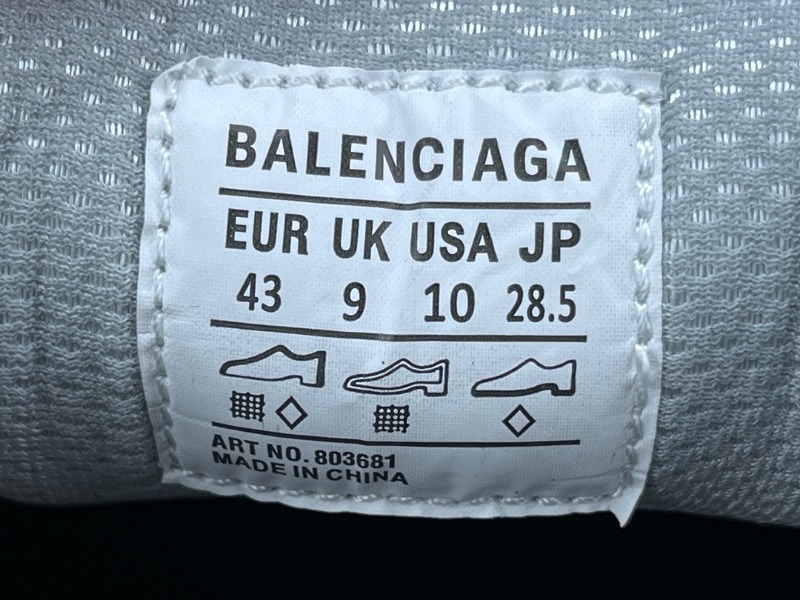 BALENCIAGA
EUR UK USA JP
43 9 10 28.5
ART NO. 803681
MADE IN CHINA